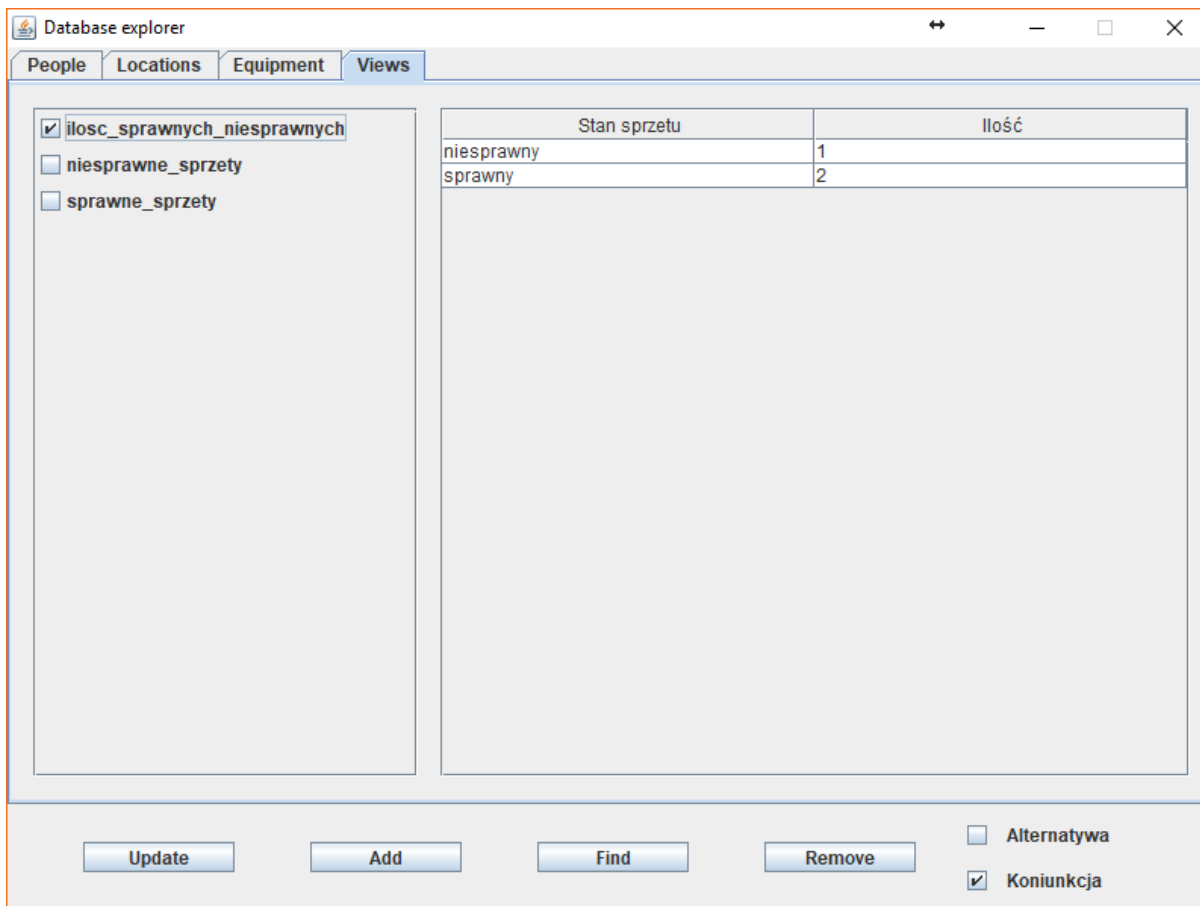 Database explorer
People Locations Equipment Views
ilosc_sprawnych_niesprawnych
niesprawne_sprzety
sprawne_sprzety
Stan sprzetu Ilość
niesprawny 1
sprawny 2
Update Add Find Remove
Alternatywa
Koniunkcja